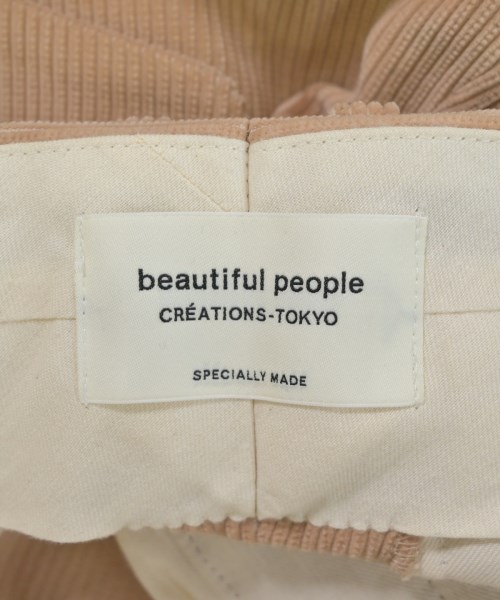 beautiful people
CRÉATIONS-TOKYO
SPECIALLY MADE